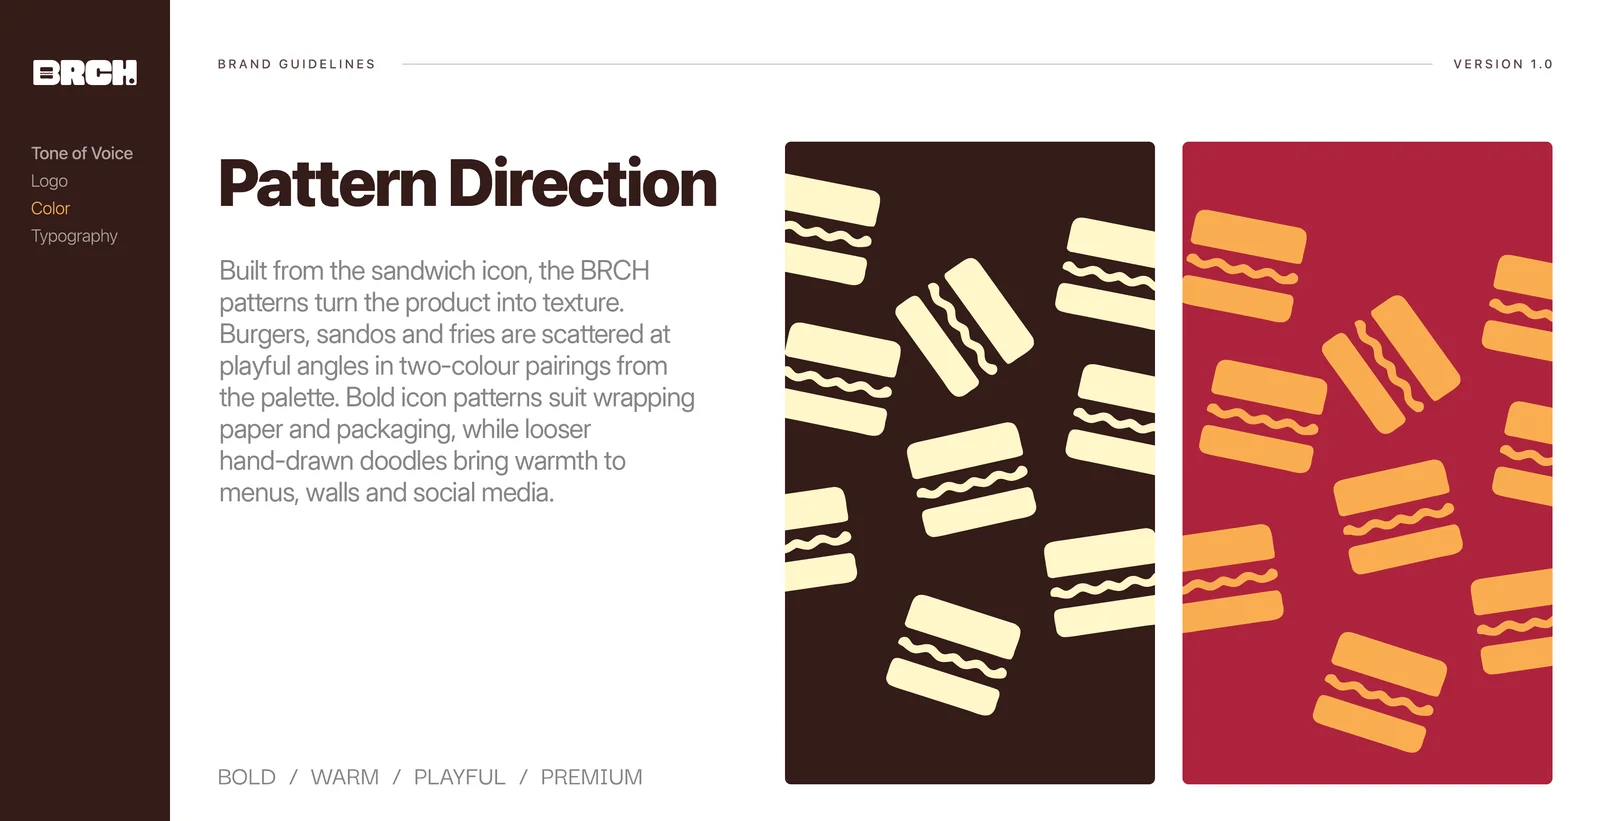 BRCH.
Tone of Voice
Logo
Color
Typography
BRAND GUIDELINES
VERSION 1.0
Pattern Direction
Built from the sandwich icon, the BRCH
patterns turn the product into texture.
Burgers, sandos and fries are scattered at
playful angles in two-colour pairings from
the palette. Bold icon patterns suit wrapping
paper and packaging, while looser
hand-drawn doodles bring warmth to
menus, walls and social media.
BOLD / WARM / PLAYFUL / PREMIUM